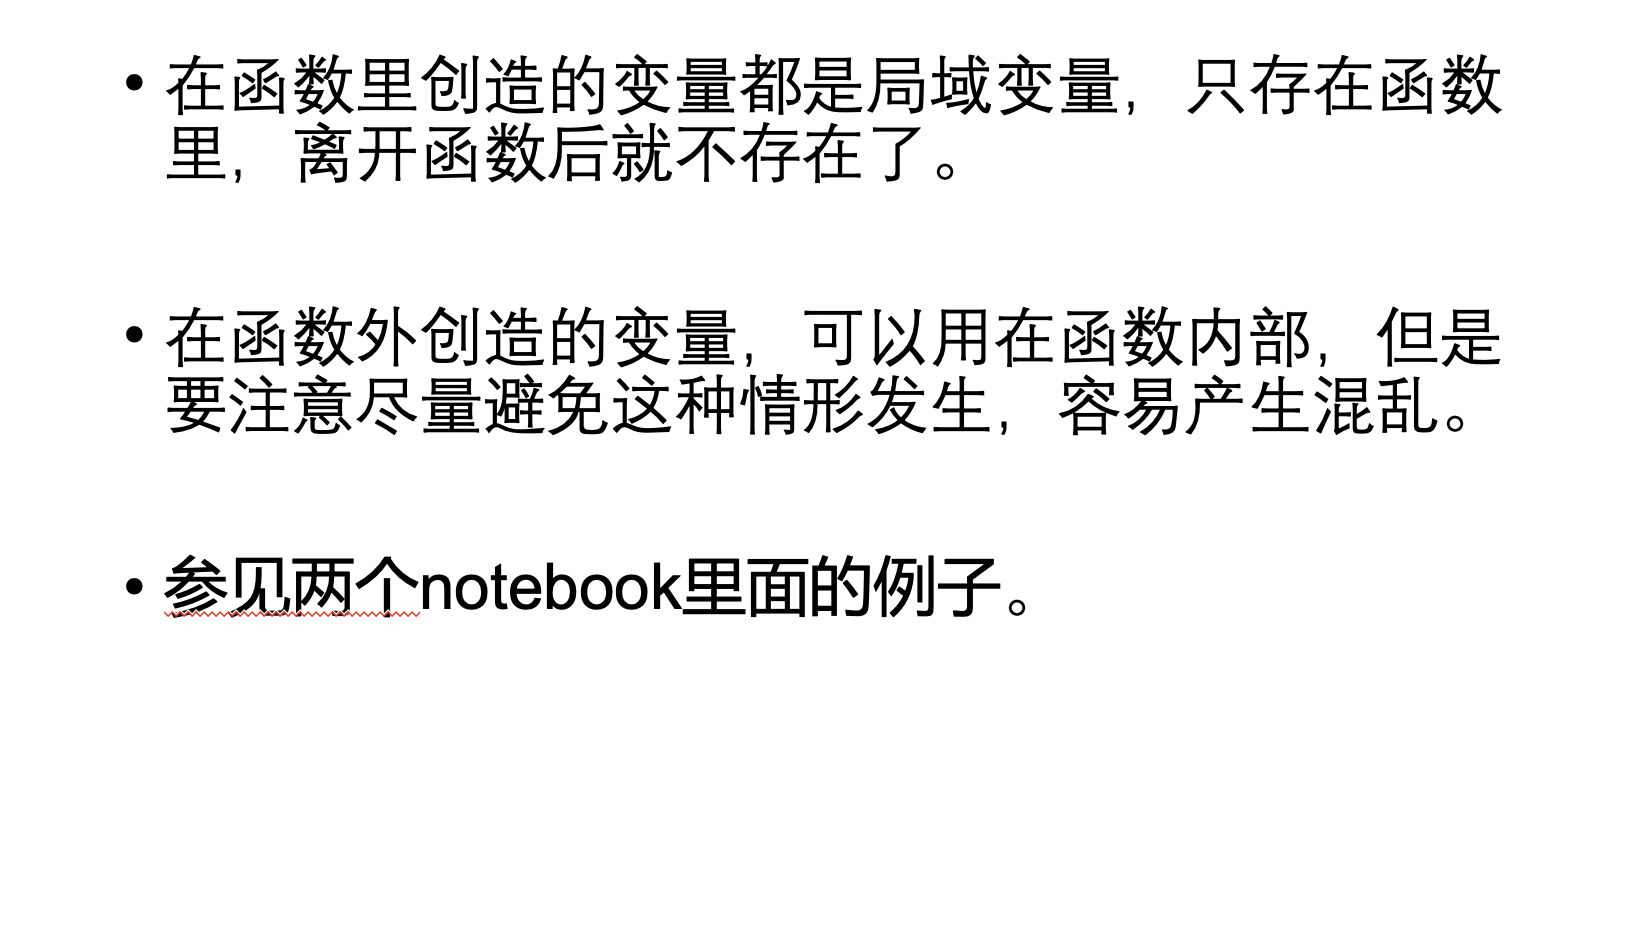 • 在函数里创造的变量都是局域变量，只存在函数
里，离开函数后就不存在了。
• 在函数外创造的变量，可以用在函数内部，但是
要注意尽量避免这种情形发生，容易产生混乱。
• 参见两个notebook里面的例子。